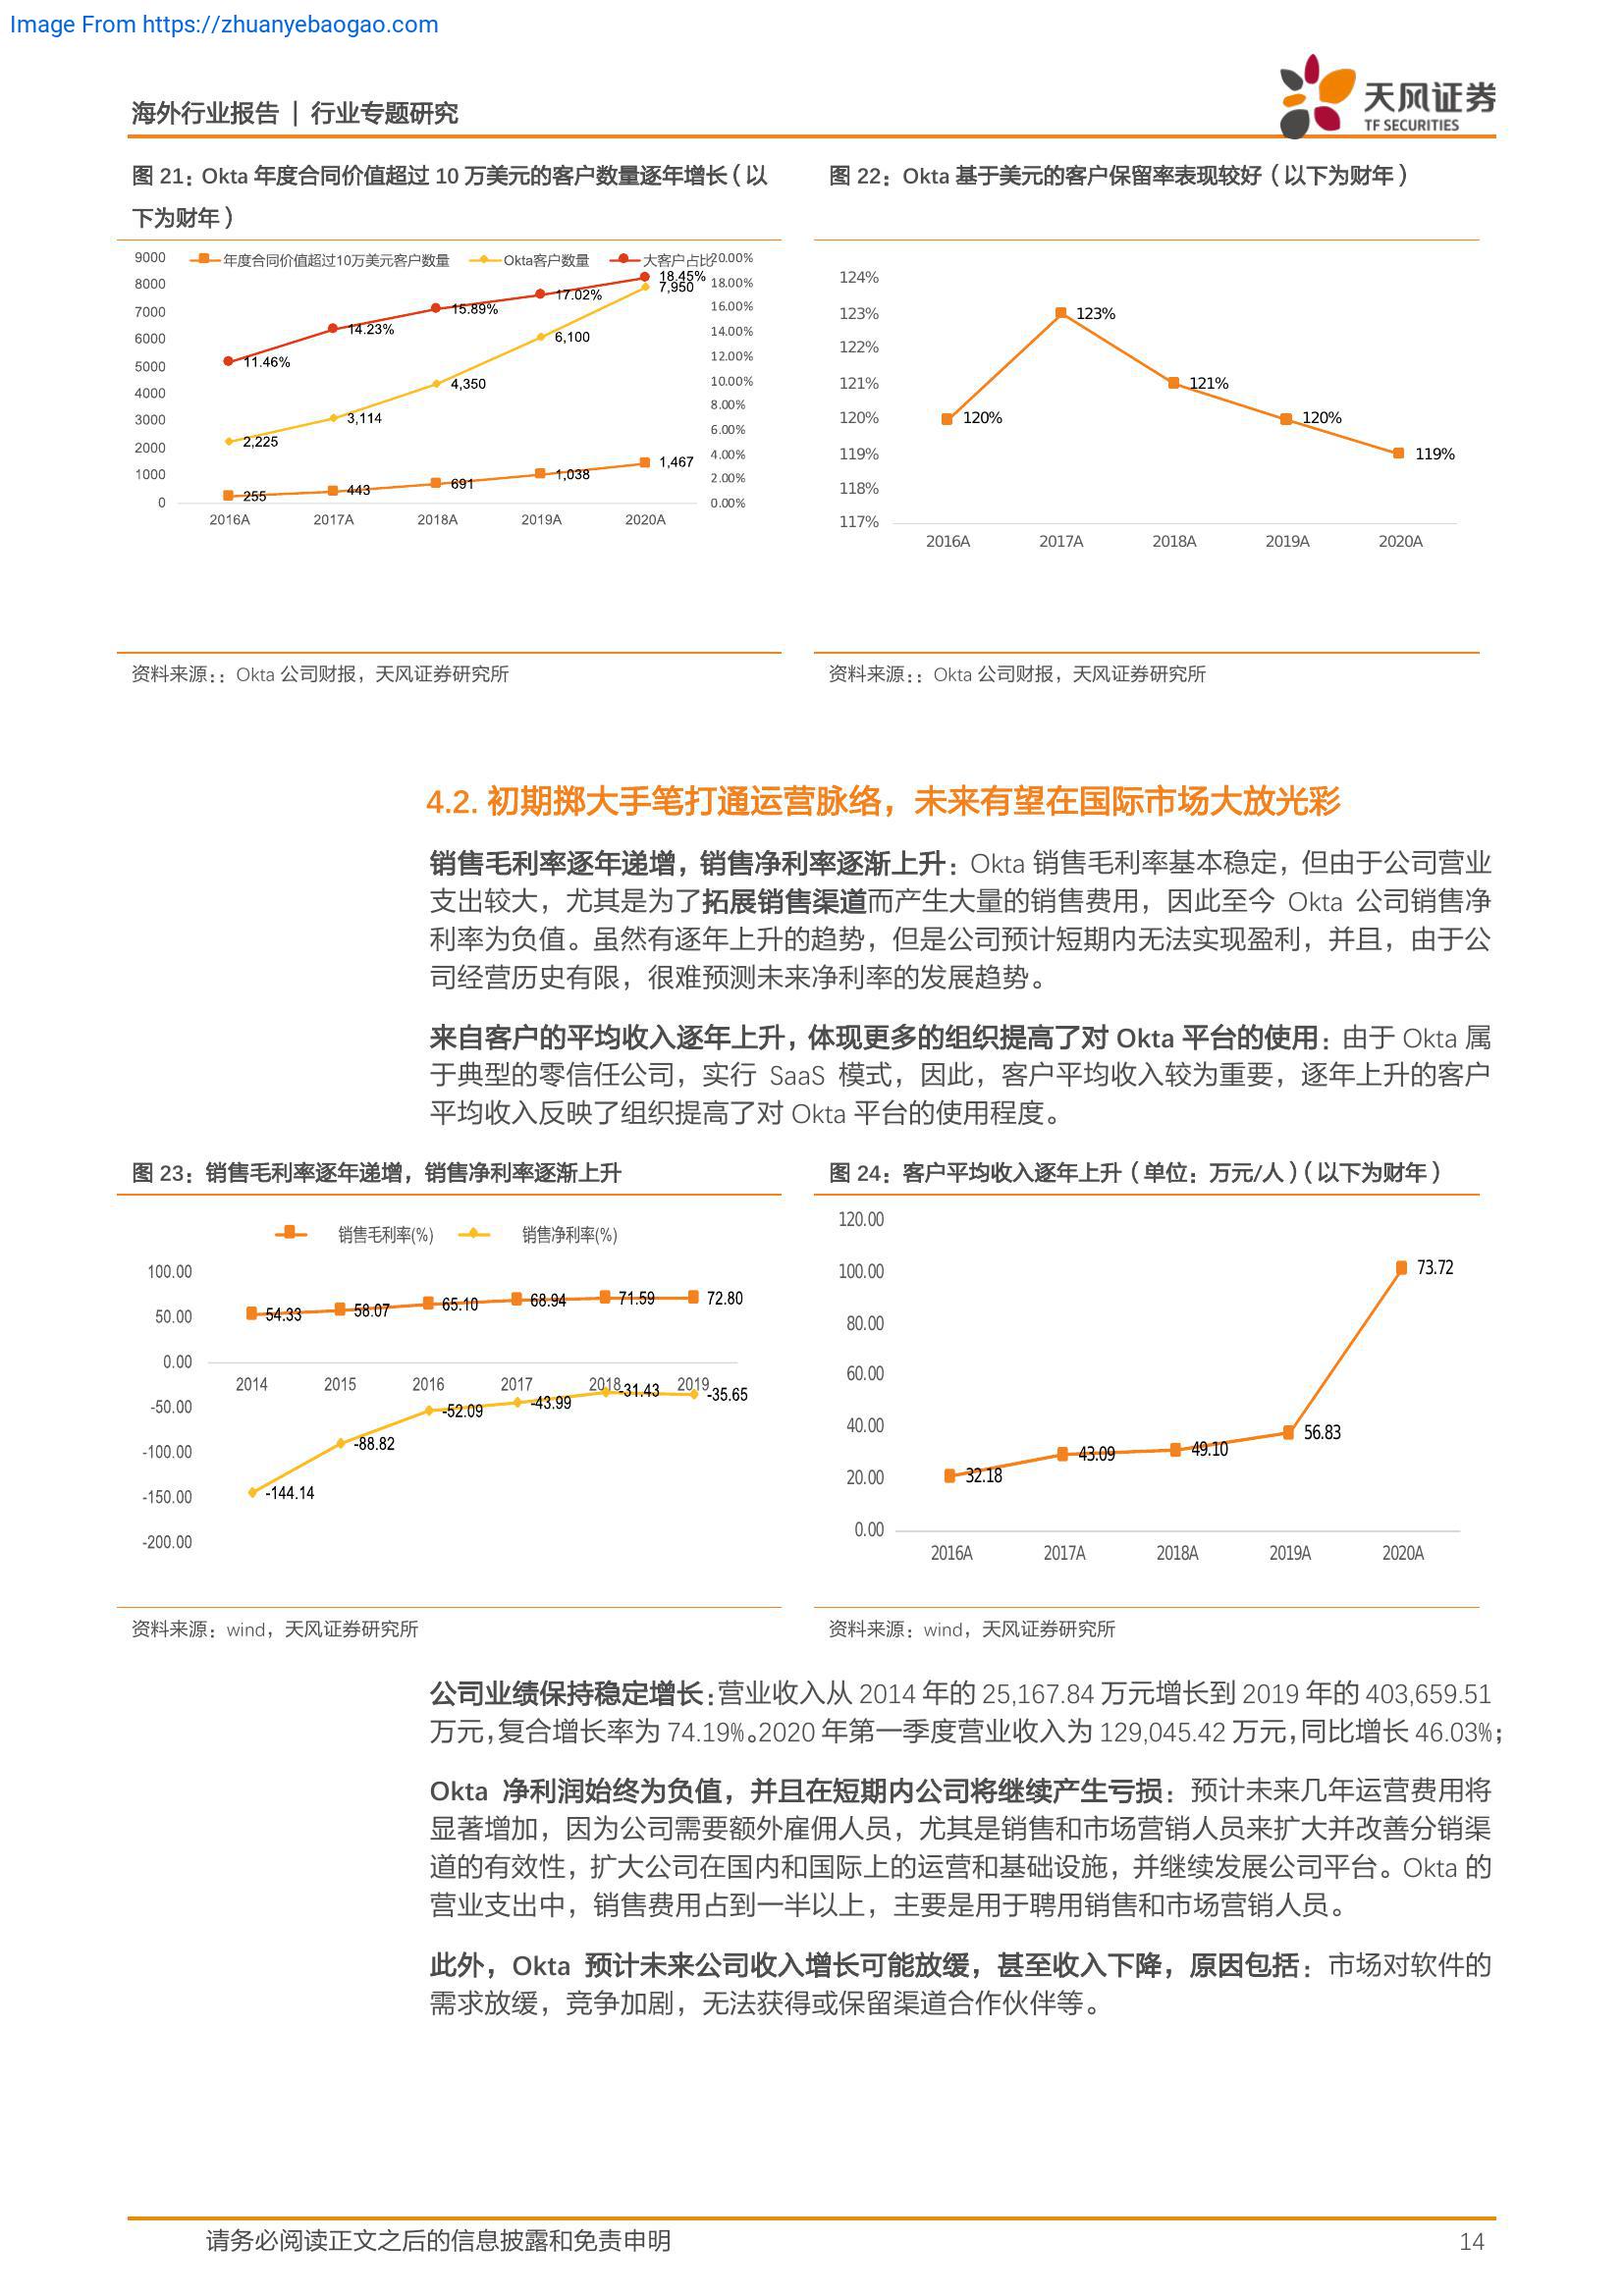 Image From https://zhuanyebaogao.com
海外行业报告 | 行业专题研究
天风证券
TF SECURITIES
图 21：Okta 年度合同价值超过 10 万美元的客户数量逐年增长（以
下为财年）
9000
8000
7000
6000
5000
4000
3000
2000
1000
0
年度合同价值超过10万美元客户数量
Okta客户数量
大客户占比
20.00%
18.00%
16.00%
14.00%
12.00%
10.00%
8.00%
6.00%
4.00%
2.00%
0.00%
11.46%
14.23%
15.89%
17.02%
18.45%
2,225
3,114
4,350
6,100
7,950
255
443
691
1,038
1,467
2016A 2017A 2018A 2019A 2020A
资料来源：：Okta 公司财报，天风证券研究所
图 22：Okta 基于美元的客户保留率表现较好（以下为财年）
124%
123%
122%
121%
120%
119%
118%
117%
120%
123%
121%
120%
119%
2016A 2017A 2018A 2019A 2020A
资料来源：：Okta 公司财报，天风证券研究所
4.2. 初期掷大手笔打通运营脉络，未来有望在国际市场大放光彩
销售毛利率逐年递增，销售净利率逐渐上升：Okta 销售毛利率基本稳定，但由于公司营业
支出较大，尤其是为了拓展销售渠道而产生大量的销售费用，因此至今 Okta 公司销售净
利率为负值。虽然有逐年上升的趋势，但是公司预计短期内无法实现盈利，并且，由于公
司经营历史有限，很难预测未来净利率的发展趋势。
来自客户的平均收入逐年上升，体现更多的组织提高了对 Okta 平台的使用：由于 Okta 属
于典型的零信任公司，实行 SaaS 模式，因此，客户平均收入较为重要，逐年上升的客户
平均收入反映了组织提高了对 Okta 平台的使用程度。
图 23：销售毛利率逐年递增，销售净利率逐渐上升
销售毛利率(%)
销售净利率(%)
100.00
50.00
0.00
-50.00
-100.00
-150.00
-200.00
54.33
58.07
65.10
68.94
71.59
72.80
2014 2015 2016 2017 2018 2019
-144.14
-88.82
-52.09
-43.99
-31.43
-35.65
资料来源：wind，天风证券研究所
图 24：客户平均收入逐年上升（单位：万元/人）（以下为财年）
120.00
100.00
80.00
60.00
40.00
20.00
0.00
32.18
43.09
49.10
56.83
73.72
2016A 2017A 2018A 2019A 2020A
资料来源：wind，天风证券研究所
公司业绩保持稳定增长：营业收入从 2014 年的 25,167.84 万元增长到 2019 年的 403,659.51
万元，复合增长率为 74.19%。2020 年第一季度营业收入为 129,045.42 万元，同比增长 46.03%；
Okta 净利润始终为负值，并且在短期内公司将继续产生亏损：预计未来几年运营费用将
显著增加，因为公司需要额外雇佣人员，尤其是销售和市场营销人员来扩大并改善分销渠
道的有效性，扩大公司在国内和国际上的运营和基础设施，并继续发展公司平台。Okta 的
营业支出中，销售费用占到一半以上，主要是用于聘用销售和市场营销人员。
此外，Okta 预计未来公司收入增长可能放缓，甚至收入下降，原因包括：市场对软件的
需求放缓，竞争加剧，无法获得或保留渠道合作伙伴等。
请务必阅读正文之后的信息披露和免责申明
14